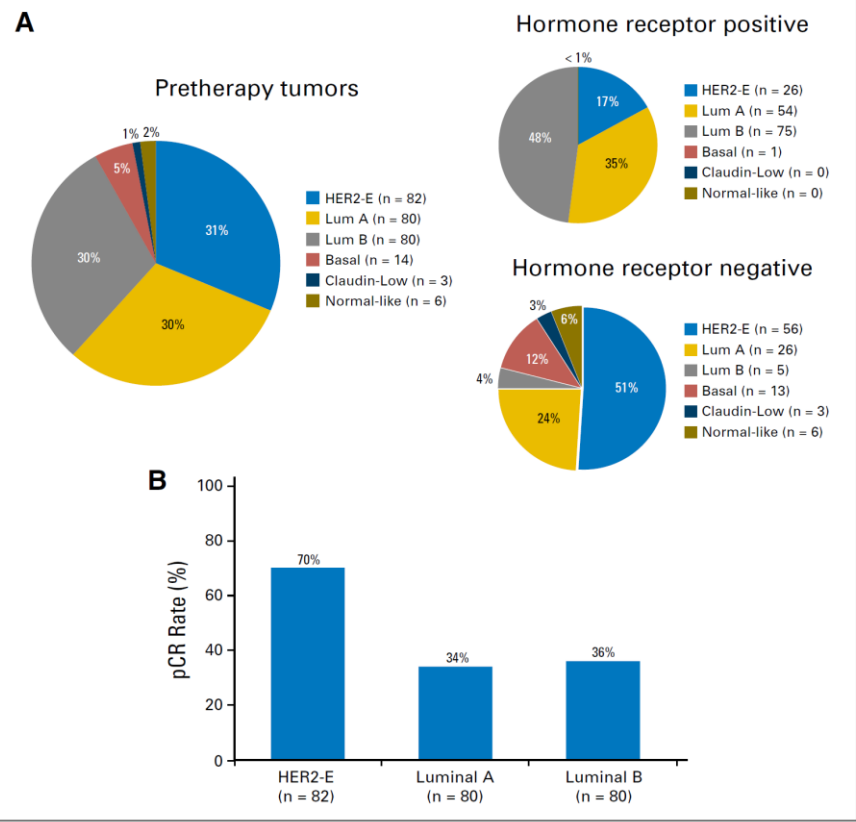 A
Pretherapy tumors
1% 2%
5%
31%
30%
30%
HER2-E (n = 82)
Lum A (n = 80)
Lum B (n = 80)
Basal (n = 14)
Claudin-Low (n = 3)
Normal-like (n = 6)
Hormone receptor positive
< 1%
17%
48%
35%
HER2-E (n = 26)
Lum A (n = 54)
Lum B (n = 75)
Basal (n = 1)
Claudin-Low (n = 0)
Normal-like (n = 0)
Hormone receptor negative
3%
6%
12%
4%
51%
24%
HER2-E (n = 56)
Lum A (n = 26)
Lum B (n = 5)
Basal (n = 13)
Claudin-Low (n = 3)
Normal-like (n = 6)
B
pCR Rate (%)
100
80
60
40
20
0
70%
34%
36%
HER2-E
(n = 82)
Luminal A
(n = 80)
Luminal B
(n = 80)